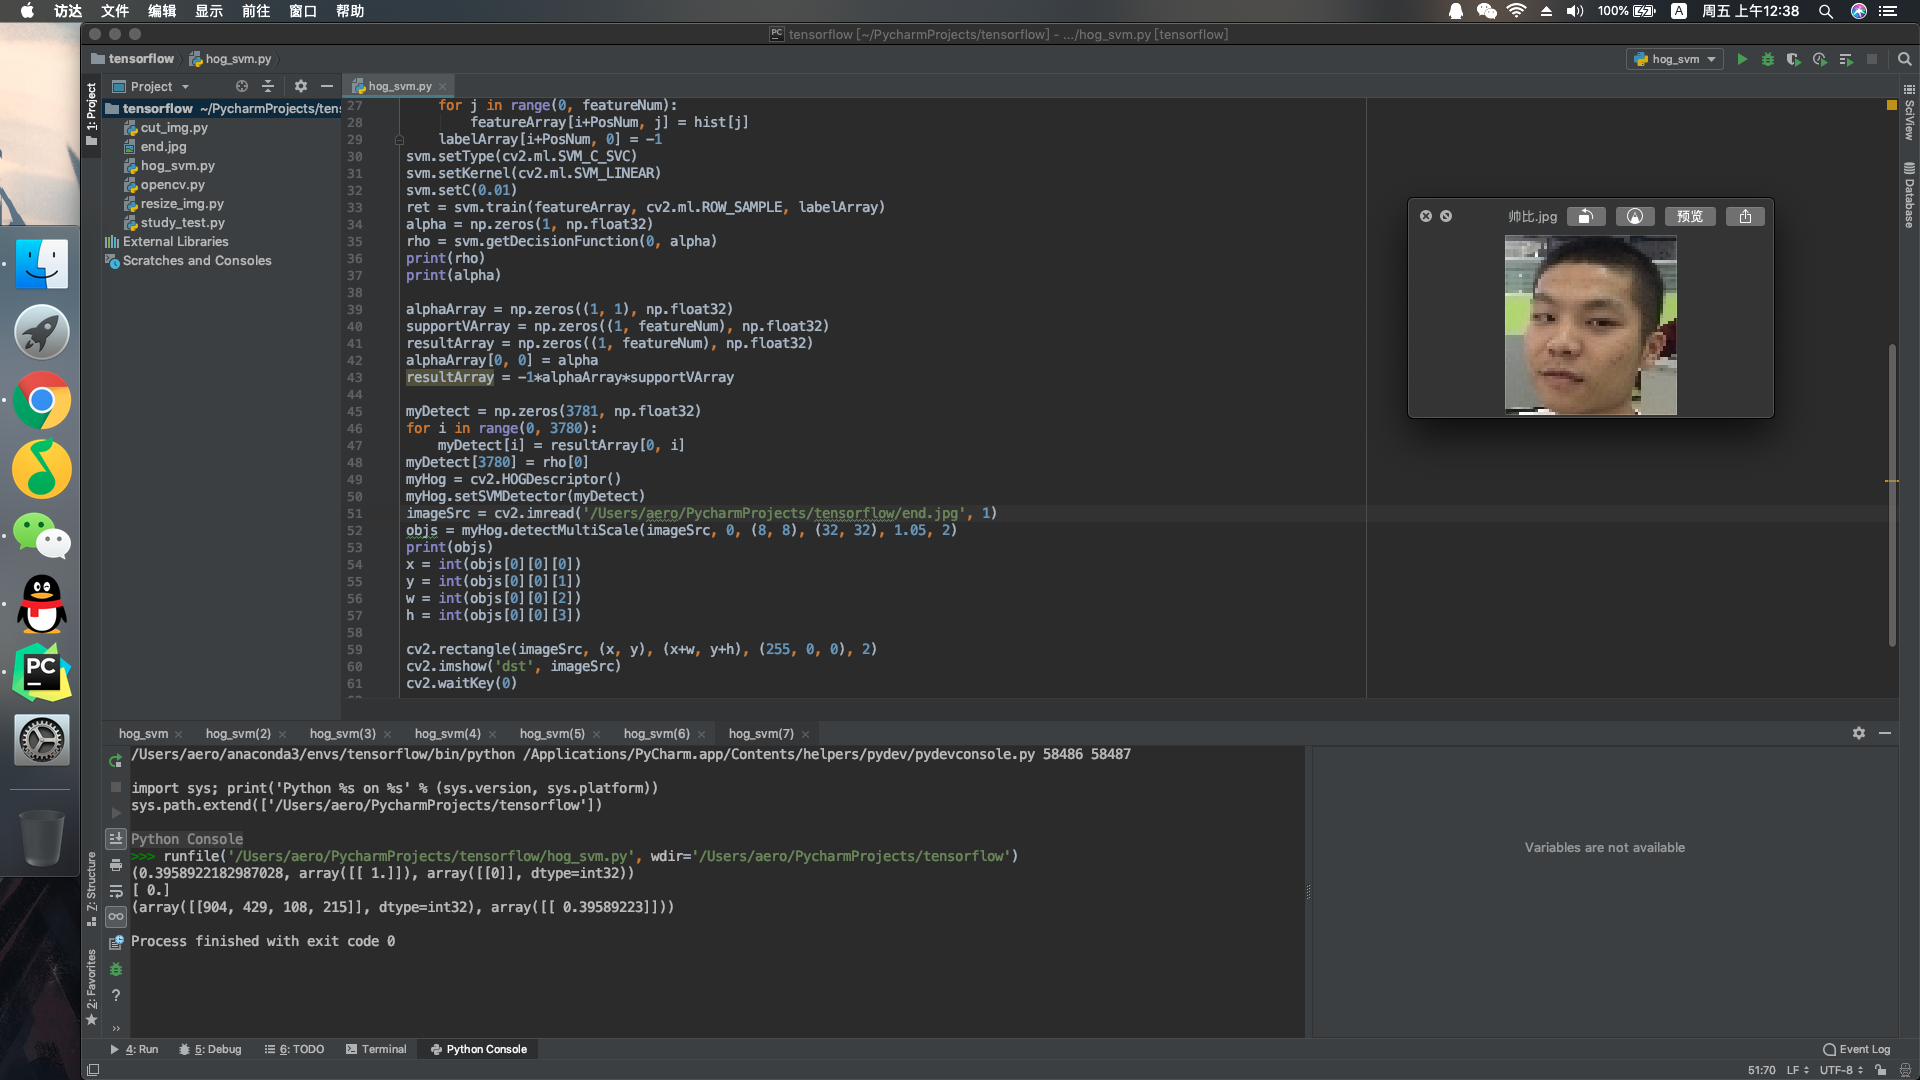 访达 文件 编辑 显示 前往 窗口 帮助 100% A 周五 上午12:38
PC tensorflow [~/PycharmProjects/tensorflow] - .../hog_svm.py [tensorflow]
tensorflow hog_svm.py hog_svm
Project hog_svm.py
1: Project
tensorflow ~/PycharmProjects/tens
cut_img.py
end.jpg
hog_svm.py
opencv.py
resize_img.py
study_test.py
External Libraries
Scratches and Consoles
27 for j in range(0, featureNum):
28 featureArray[i+PosNum, j] = hist[j]
29 labelArray[i+PosNum, 0] = -1
30 svm.setType(cv2.ml.SVM_C_SVC)
31 svm.setKernel(cv2.ml.SVM_LINEAR)
32 svm.setC(0.01)
33 ret = svm.train(featureArray, cv2.ml.ROW_SAMPLE, labelArray)
34 alpha = np.zeros(1, np.float32)
35 rho = svm.getDecisionFunction(0, alpha)
36 print(rho)
37 print(alpha)
38
39 alphaArray = np.zeros((1, 1), np.float32)
40 supportVArray = np.zeros((1, featureNum), np.float32)
41 resultArray = np.zeros((1, featureNum), np.float32)
42 alphaArray[0, 0] = alpha
43 resultArray = -1*alphaArray*supportVArray
44
45 myDetect = np.zeros(3781, np.float32)
46 for i in range(0, 3780):
47 myDetect[i] = resultArray[0, i]
48 myDetect[3780] = rho[0]
49 myHog = cv2.HOGDescriptor()
50 myHog.setSVMDetector(myDetect)
51 imageSrc = cv2.imread('/Users/aero/PycharmProjects/tensorflow/end.jpg', 1)
52 objs = myHog.detectMultiScale(imageSrc, 0, (8, 8), (32, 32), 1.05, 2)
53 print(objs)
54 x = int(objs[0][0][0])
55 y = int(objs[0][0][1])
56 w = int(objs[0][0][2])
57 h = int(objs[0][0][3])
58
59 cv2.rectangle(imageSrc, (x, y), (x+w, y+h), (255, 0, 0), 2)
60 cv2.imshow('dst', imageSrc)
61 cv2.waitKey(0)
帅比.jpg 预览
SciView
Database
PC
hog_svm hog_svm(2) hog_svm(3) hog_svm(4) hog_svm(5) hog_svm(6) hog_svm(7)
/Users/aero/anaconda3/envs/tensorflow/bin/python /Applications/PyCharm.app/Contents/helpers/pydev/pydevconsole.py 58486 58487
import sys; print('Python %s on %s' % (sys.version, sys.platform))
sys.path.extend(['/Users/aero/PycharmProjects/tensorflow'])
Python Console
>>> runfile('/Users/aero/PycharmProjects/tensorflow/hog_svm.py', wdir='/Users/aero/PycharmProjects/tensorflow')
(0.3958922182987028, array([[ 1.]]), array([[0]], dtype=int32))
[ 0.]
(array([[904, 429, 108, 215]], dtype=int32), array([[ 0.39589223]]))
Process finished with exit code 0
Variables are not available
7: Structure
2: Favorites
4: Run 5: Debug 6: TODO Terminal Python Console Event Log
51:70 LF UTF-8